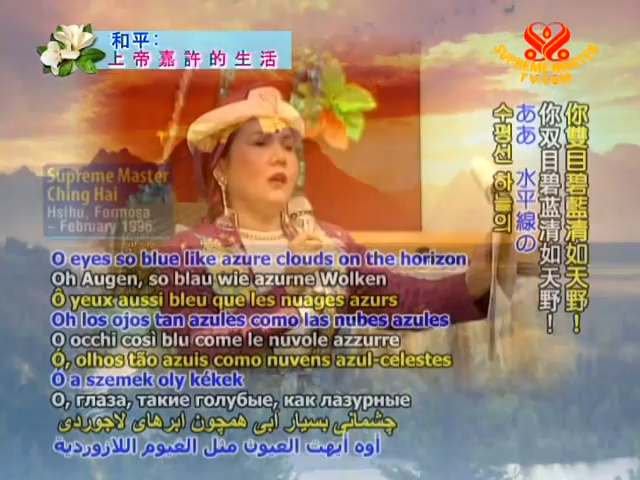 和平：
上帝嘉許的生活
SUPREME MASTER
TV.COM
Supreme Master
Ching Hai
Hsihu, Formosa
~ February 1996
你雙目碧藍清如天野！
你双目碧蓝清如天野！
ああ 水平線の
수평선 하늘의
O eyes so blue like azure clouds on the horizon
Oh Augen, so blau wie azurne Wolken
Ô yeux aussi bleu que les nuages azurs
Oh los ojos tan azules como las nubes azules
O occhi così blu come le nuvole azzurre
Ó, olhos tão azuis como nuvens azul-celestes
Ó a szemek oly kékek
О, глаза, такие голубые, как лазурные
چشمانی بسیار آبی همچون ابرهای لاجوردی
أوه أيهت العيون مثل الغيوم اللازوردية